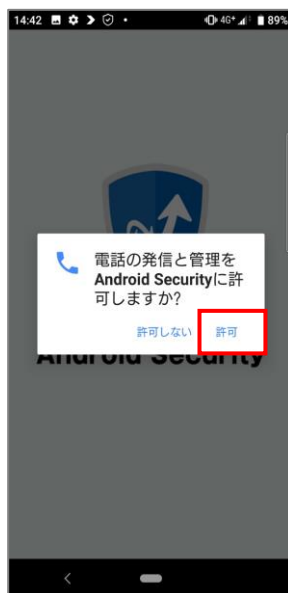 14:42 4G+ 89%
電話の発信と管理を
Android Securityに許
可しますか?
許可しない 許可
Android Security